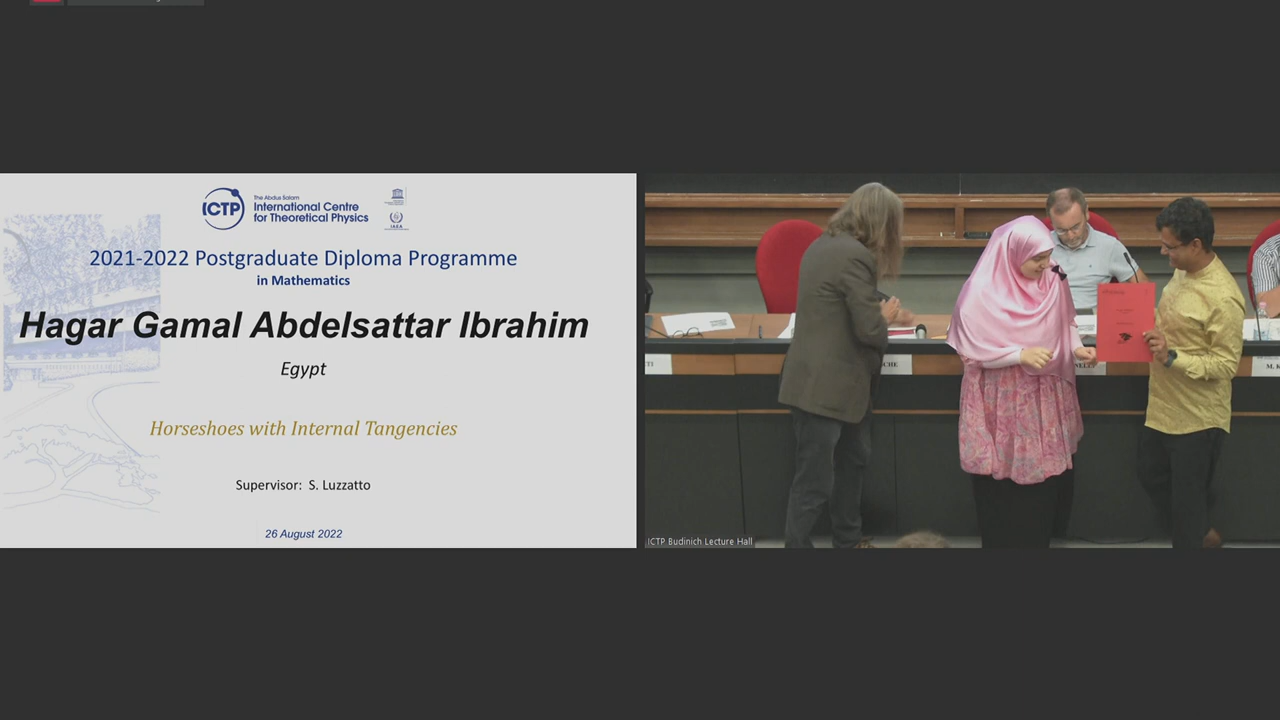 ICTP
The Abdus Salam
International Centre
for Theoretical Physics
IAEA
2021-2022 Postgraduate Diploma Programme
in Mathematics
Hagar Gamal Abdelsattar Ibrahim
Egypt
Horseshoes with Internal Tangencies
Supervisor: S. Luzzatto
26 August 2022
ICTP Budinich Lecture Hall